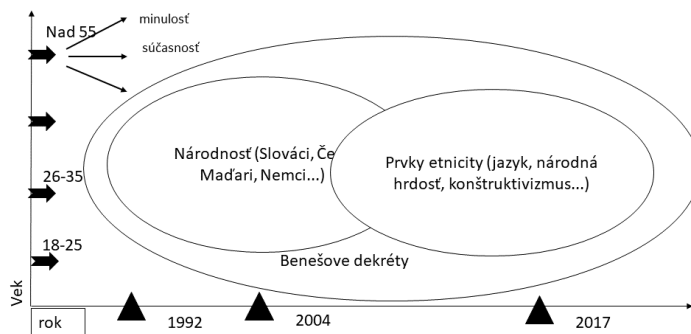 Nad 55
minulosť
súčasnosť
Národnosť (Slováci, Če
Maďari, Nemci...)
Prvky etnicity (jazyk, národná
hrdosť, konštruktivizmus...)
26-35
18-25
Benešove dekréty
Vek
rok
1992
2004
2017